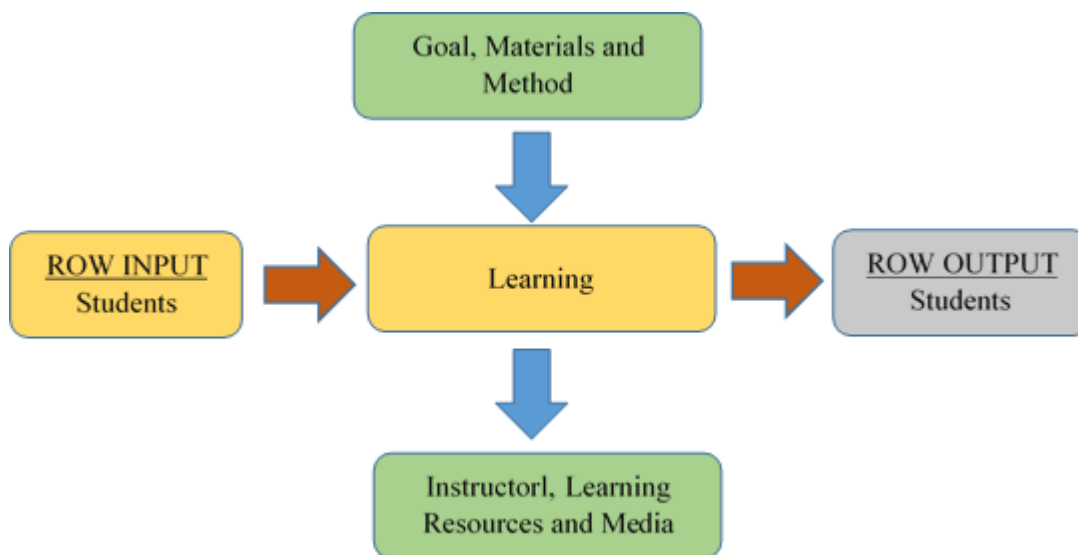 Goal, Materials and
Method
ROW INPUT
Students
Learning
ROW OUTPUT
Students
Instructorl, Learning
Resources and Media